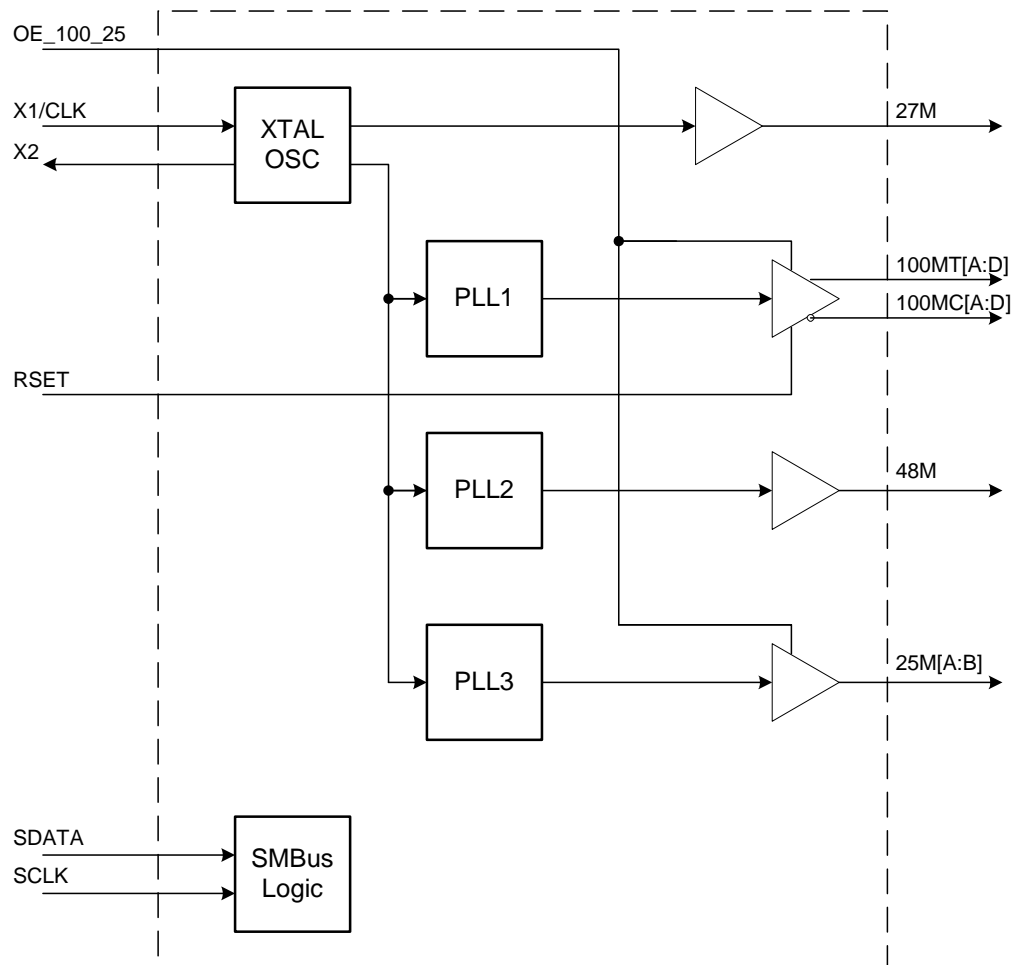 OE_100_25
X1/CLK
X2
XTAL
OSC
27M
PLL1
100MT[A:D]
100MC[A:D]
RSET
PLL2
48M
PLL3
25M[A:B]
SDATA
SCLK
SMBus
Logic